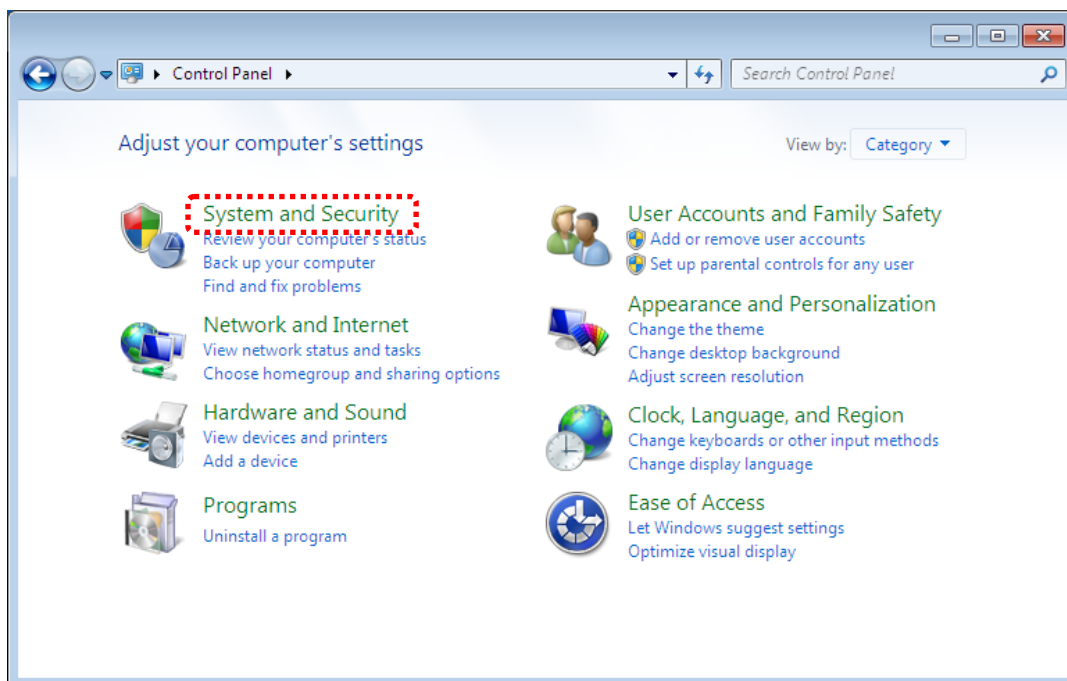 Control Panel
Search Control Panel
Adjust your computer's settings
View by: Category
System and Security
Review your computer's status
Back up your computer
Find and fix problems
Network and Internet
View network status and tasks
Choose homegroup and sharing options
Hardware and Sound
View devices and printers
Add a device
Programs
Uninstall a program
User Accounts and Family Safety
Add or remove user accounts
Set up parental controls for any user
Appearance and Personalization
Change the theme
Change desktop background
Adjust screen resolution
Clock, Language, and Region
Change keyboards or other input methods
Change display language
Ease of Access
Let Windows suggest settings
Optimize visual display